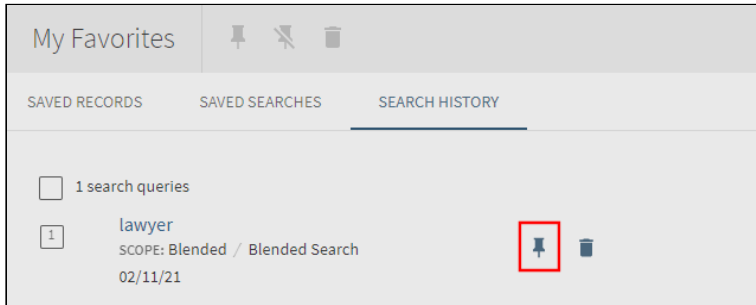 My Favorites
SAVED RECORDS SAVED SEARCHES SEARCH HISTORY
1 search queries
1 lawyer
SCOPE: Blended / Blended Search
02/11/21